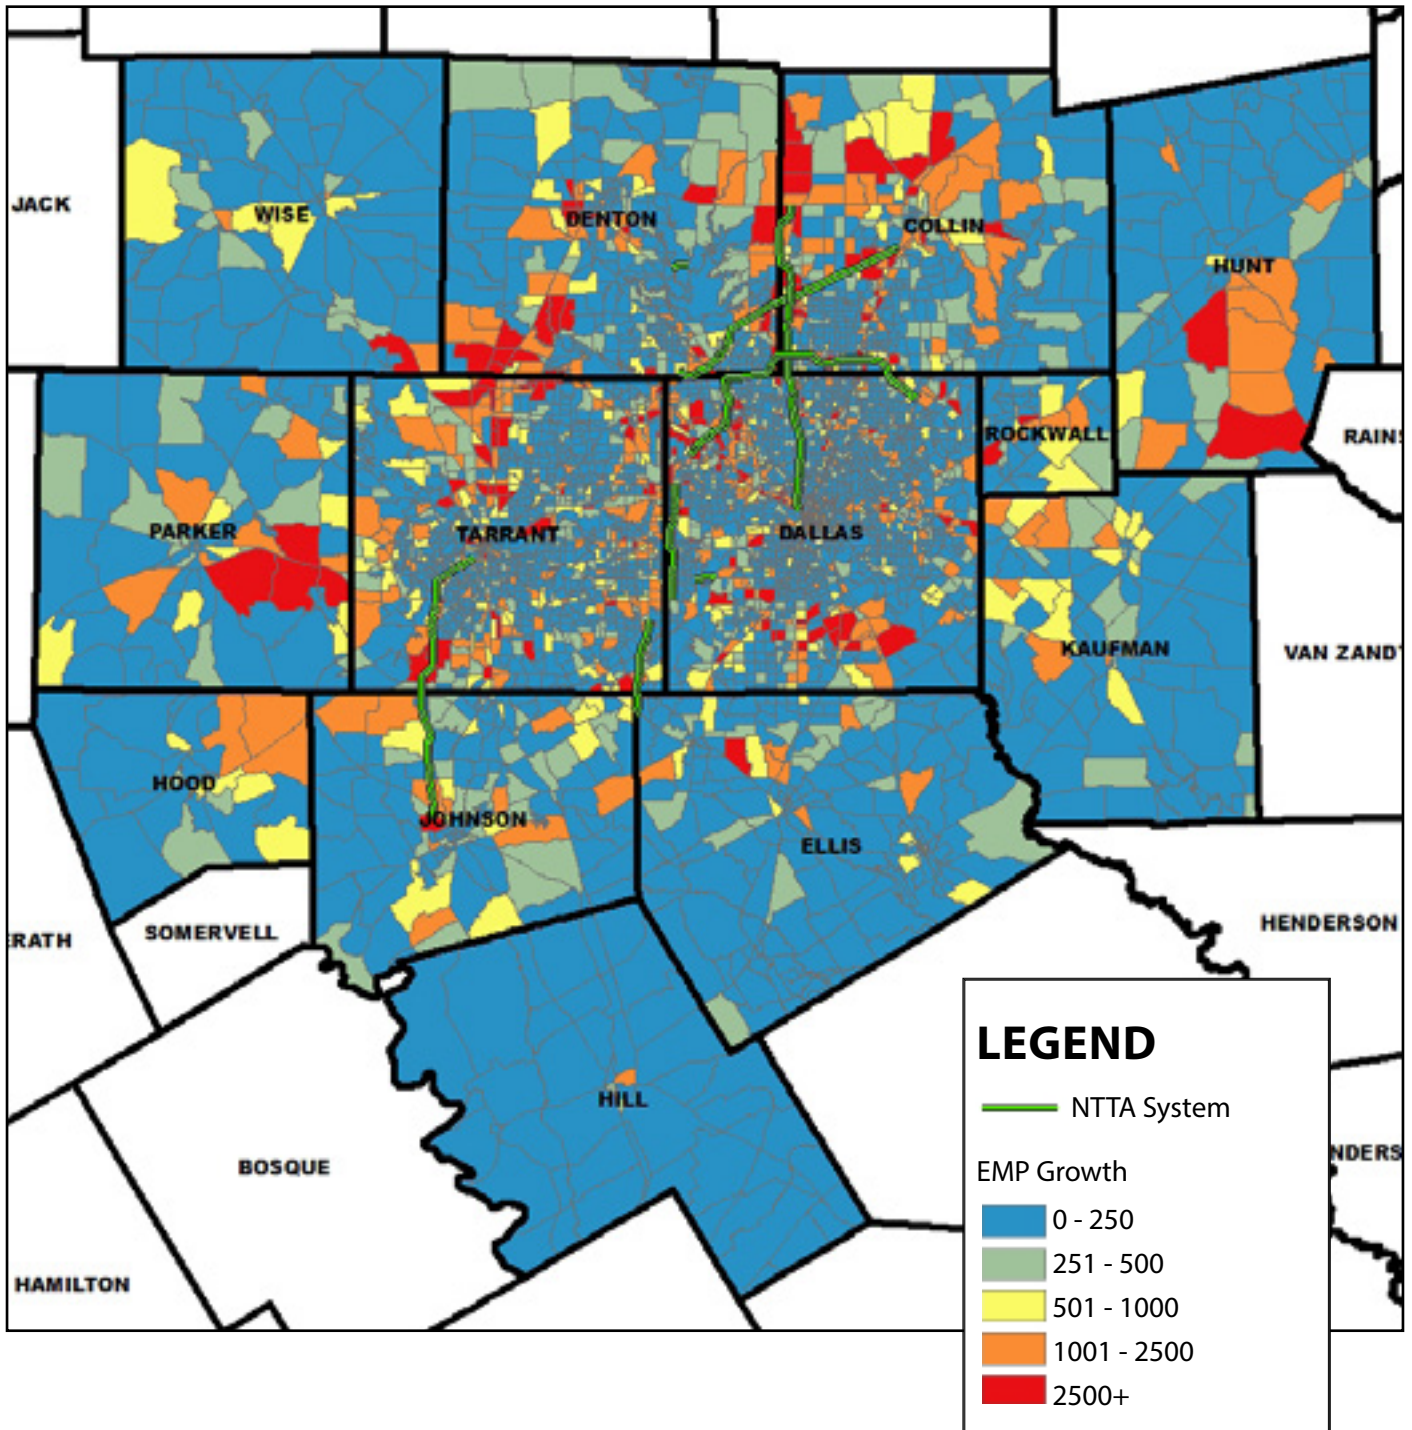 JACK
WISE
DENTON
COLLIN
HUNT
PARKER
TARRANT
DALLAS
ROCKWALL
RAINS
KAUFMAN
VAN ZANDT
HOOD
JOHNSON
ELLIS
ERATH
SOMERVELL
HENDERSON
HILL
BOSQUE
HAMILTON
NDERS
LEGEND
NTTA System
EMP Growth
0 - 250
251 - 500
501 - 1000
1001 - 2500
2500+